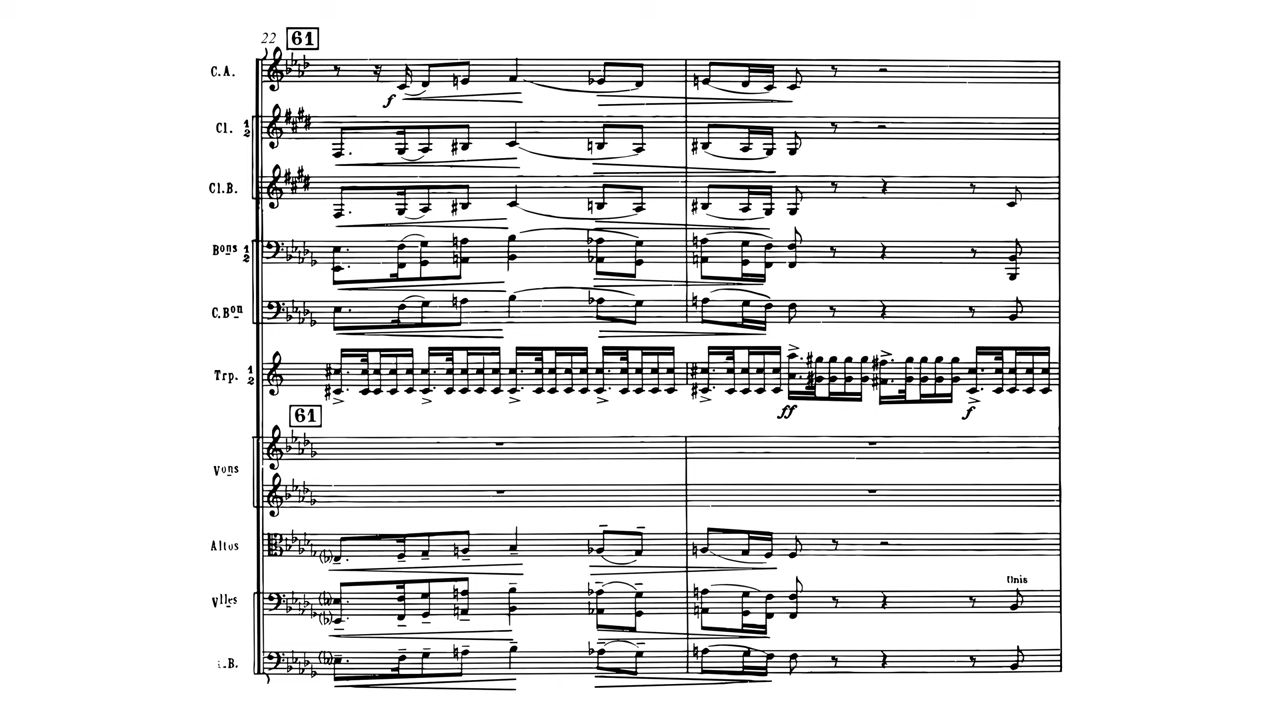 22 61
C.A.
f
Cl. 1 2
Cl.B.
Bons 1 2
C.Bon
Trp. 1 2
ff f
61
Vons
Altos
Unis
Vlles
.B.